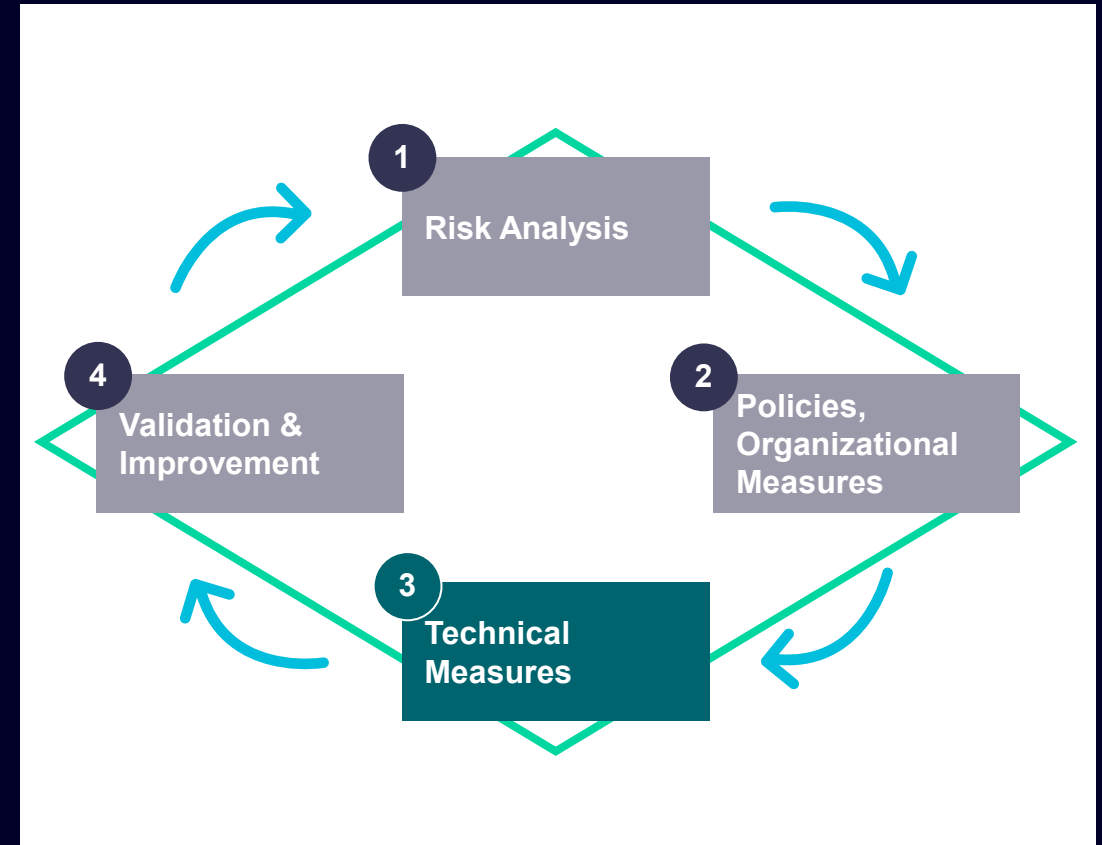 1
Risk Analysis
2
Policies,
Organizational
Measures
3
Technical
Measures
4
Validation &
Improvement